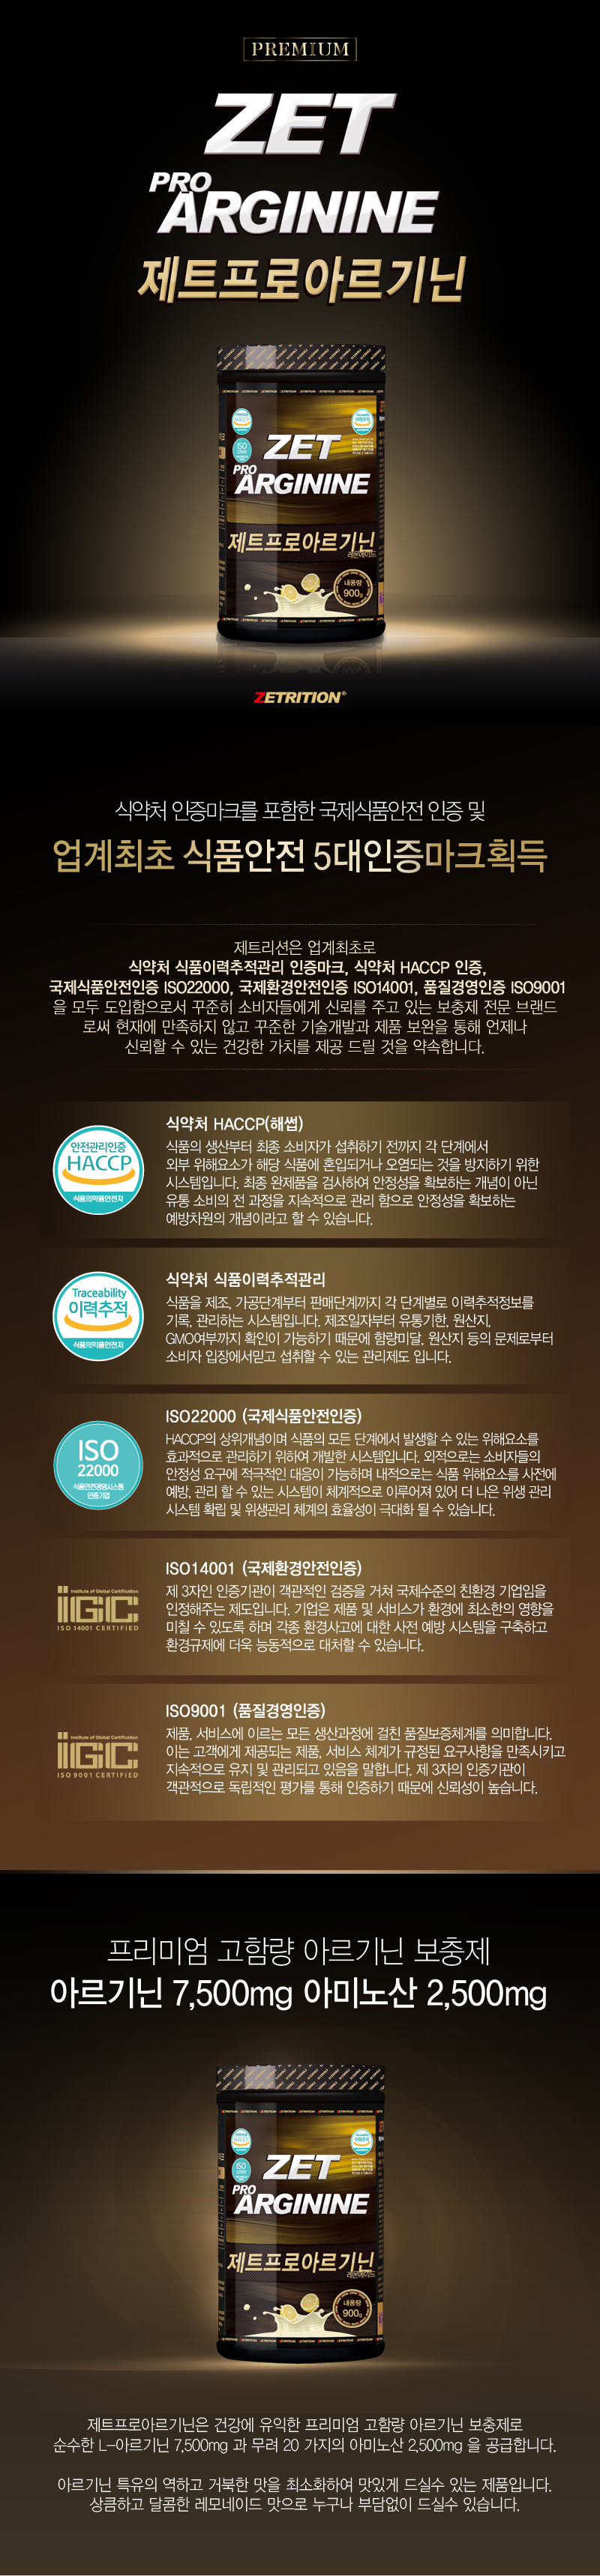 PREMIUM
ZET
PRO
ARGININE
제트프로아르기닌
안전관리인증
HACCP
Traceability
이력추적
ISO
22000
ZET
PRO
ARGININE
제트프로아르기닌
레몬에이드
내용량
900g
ZETRITION®
식약처 인증마크를 포함한 국제식품안전 인증 및
업계최초 식품안전 5대인증마크획득
제트리션은 업계최초로
식약처 식품이력추적관리 인증마크, 식약처 HACCP 인증,
국제식품안전인증 ISO22000, 국제환경안전인증 ISO14001, 품질경영인증 ISO9001
을 모두 도입함으로서 꾸준히 소비자들에게 신뢰를 주고 있는 보충제 전문 브랜드
로써 현재에 만족하지 않고 꾸준한 기술개발과 제품 보완을 통해 언제나
신뢰할 수 있는 건강한 가치를 제공 드릴 것을 약속합니다.
안전관리인증
HACCP
식품의약품안전처
식약처 HACCP(해썹)
식품의 생산부터 최종 소비자가 섭취하기 전까지 각 단계에서
외부 위해요소가 해당 식품에 혼입되거나 오염되는 것을 방지하기 위한
시스템입니다. 최종 완제품을 검사하여 안정성을 확보하는 개념이 아닌
유통 소비의 전 과정을 지속적으로 관리 함으로 안정성을 확보하는
예방차원의 개념이라고 할 수 있습니다.
Traceability
이력추적
식품의약품안전처
식약처 식품이력추적관리
식품을 제조, 가공단계부터 판매단계까지 각 단계별로 이력추적정보를
기록, 관리하는 시스템입니다. 제조일자부터 유통기한, 원산지,
GMO여부까지 확인이 가능하기 때문에 함량미달, 원산지 등의 문제로부터
소비자 입장에서믿고 섭취할 수 있는 관리제도 입니다.
ISO
22000
식품안전경영시스템
인증기업
ISO22000 (국제식품안전인증)
HACCP의 상위개념이며 식품의 모든 단계에서 발생할 수 있는 위해요소를
효과적으로 관리하기 위하여 개발한 시스템입니다. 외적으로는 소비자들의
안정성 요구에 적극적인 대응이 가능하며 내적으로는 식품 위해요소를 사전에
예방, 관리 할 수 있는 시스템이 체계적으로 이루어져 있어 더 나은 위생 관리
시스템 확립 및 위생관리 체계의 효율성이 극대화 될 수 있습니다.
Institute of Global Certification
iiGC
ISO 14001 CERTIFIED
ISO14001 (국제환경안전인증)
제 3자인 인증기관이 객관적인 검증을 거쳐 국제수준의 친환경 기업임을
인정해주는 제도입니다. 기업은 제품 및 서비스가 환경에 최소한의 영향을
미칠 수 있도록 하며 각종 환경사고에 대한 사전 예방 시스템을 구축하고
환경규제에 더욱 능동적으로 대처할 수 있습니다.
Institute of Global Certification
iiGC
ISO 9001 CERTIFIED
ISO9001 (품질경영인증)
제품, 서비스에 이르는 모든 생산과정에 걸친 품질보증체계를 의미합니다.
이는 고객에게 제공되는 제품, 서비스 체계가 규정된 요구사항을 만족시키고
지속적으로 유지 및 관리되고 있음을 말합니다. 제 3자의 인증기관이
객관적으로 독립적인 평가를 통해 인증하기 때문에 신뢰성이 높습니다.
프리미엄 고함량 아르기닌 보충제
아르기닌 7,500mg 아미노산 2,500mg
HACCP
이력추적
ISO
ZET
PRO
ARGININE
제트프로아르기닌
레몬에이드
내용량
900g
제트프로아르기닌은 건강에 유익한 프리미엄 고함량 아르기닌 보충제로
순수한 L-아르기닌 7,500mg 과 무려 20 가지의 아미노산 2,500mg 을 공급합니다.
아르기닌 특유의 역하고 거북한 맛을 최소화하여 맛있게 드실수 있는 제품입니다.
상큼하고 달콤한 레모네이드 맛으로 누구나 부담없이 드실수 있습니다.